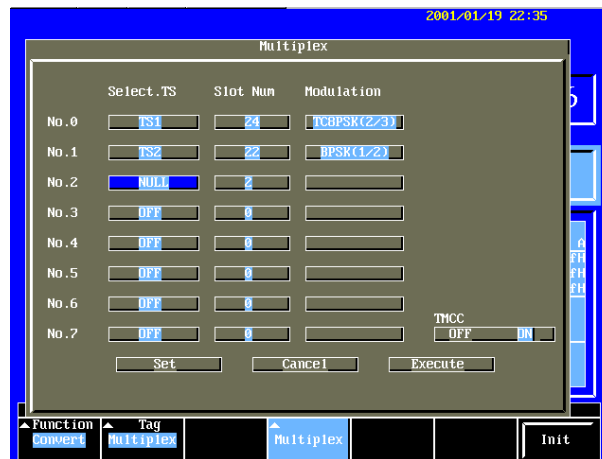 2001/01/19 22:35
Multiplex
Select.TS Slot Num Modulation
No.0 TS1 24 TC8PSK(2/3)
No.1 TS2 22 BPSK(1/2)
No.2 NULL 2
No.3 OFF 0
No.4 OFF 0
No.5 OFF 0
No.6 OFF 0
TMCC
No.7 OFF 0 OFF ON
Set Cancel Execute
A
fH
fH
fH
Function Tag
Convert Multiplex Multiplex Init